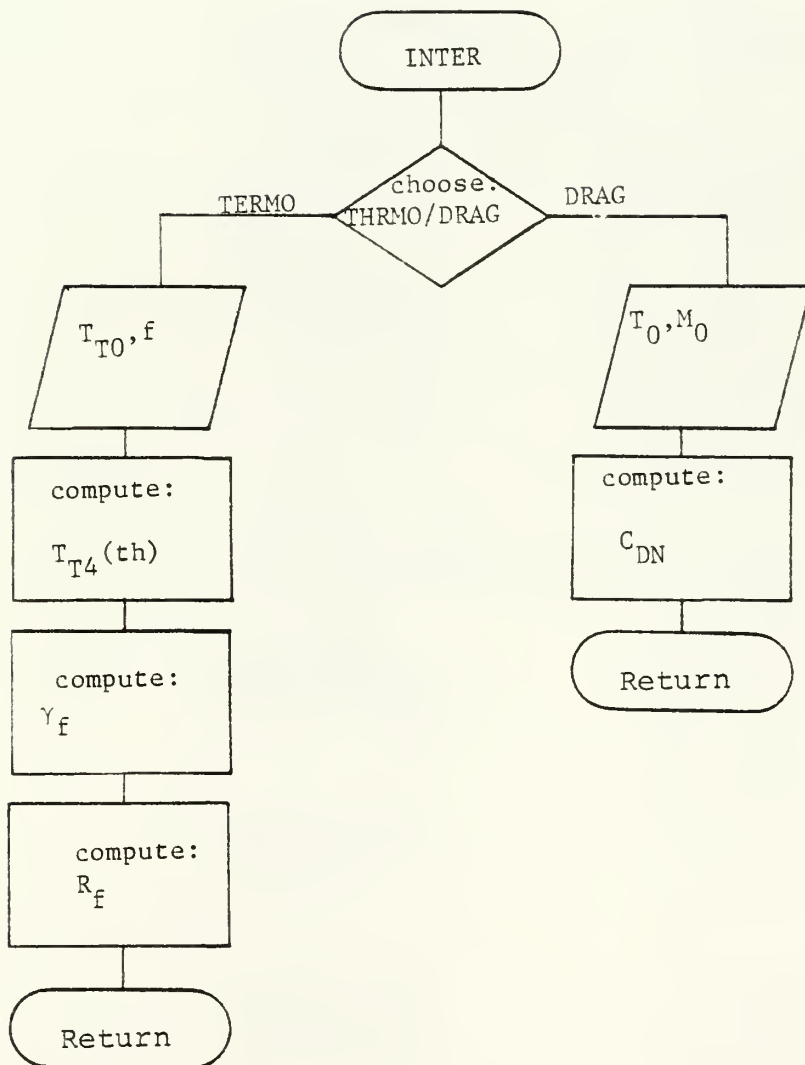 INTER
choose.
THRMO/DRAG
TERMO
DRAG
T_T0,f
T_0,M_0
compute:
T_T4(th)
compute:
C_DN
compute:
γ_f
Return
compute:
R_f
Return